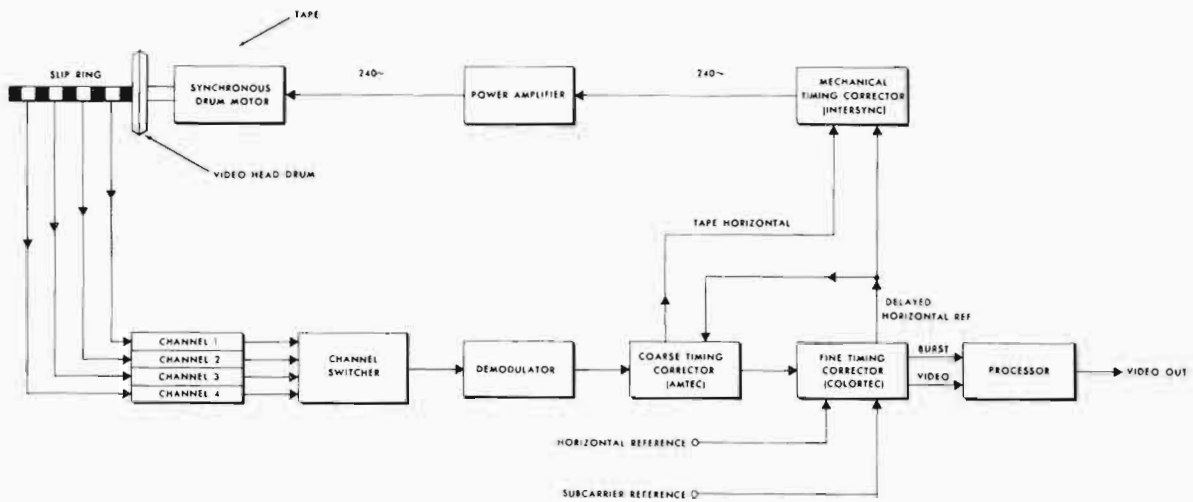 TAPE
SLIP RING
SYNCHRONOUS
DRUM MOTOR
240~
POWER AMPLIFIER
240~
MECHANICAL
TIMING CORRECTOR
(INTERSYNC)
VIDEO HEAD DRUM
TAPE HORIZONTAL
DELAYED
HORIZONTAL REF
CHANNEL 1
CHANNEL 2
CHANNEL 3
CHANNEL 4
CHANNEL
SWITCHER
DEMODULATOR
COARSE TIMING
CORRECTOR
(AMTEC)
FINE TIMING
CORRECTOR
(COLORTEC)
BURST
VIDEO
PROCESSOR
VIDEO OUT
HORIZONTAL REFERENCE
SUBCARRIER REFERENCE